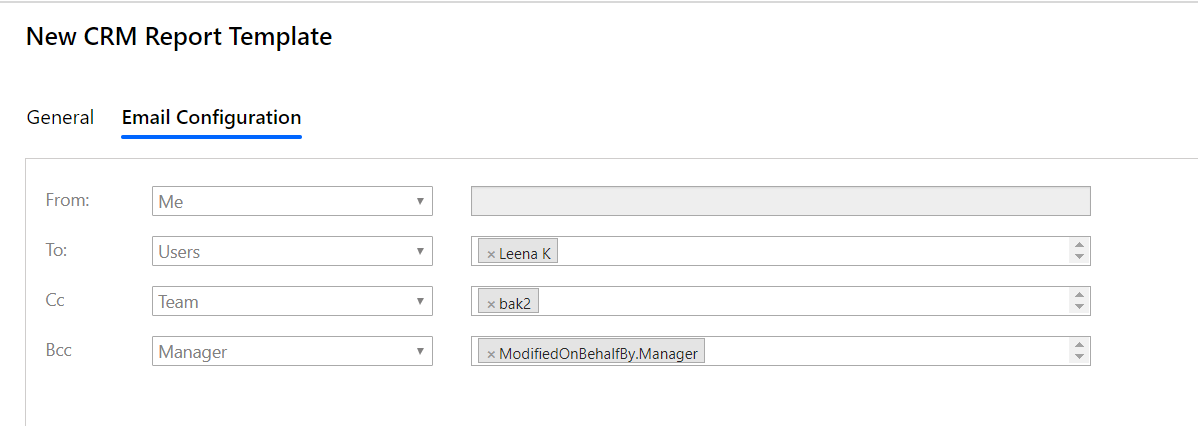 New CRM Report Template
General Email Configuration
From: Me
To: Users × Leena K
Cc Team × bak2
Bcc Manager × ModifiedOnBehalfBy.Manager